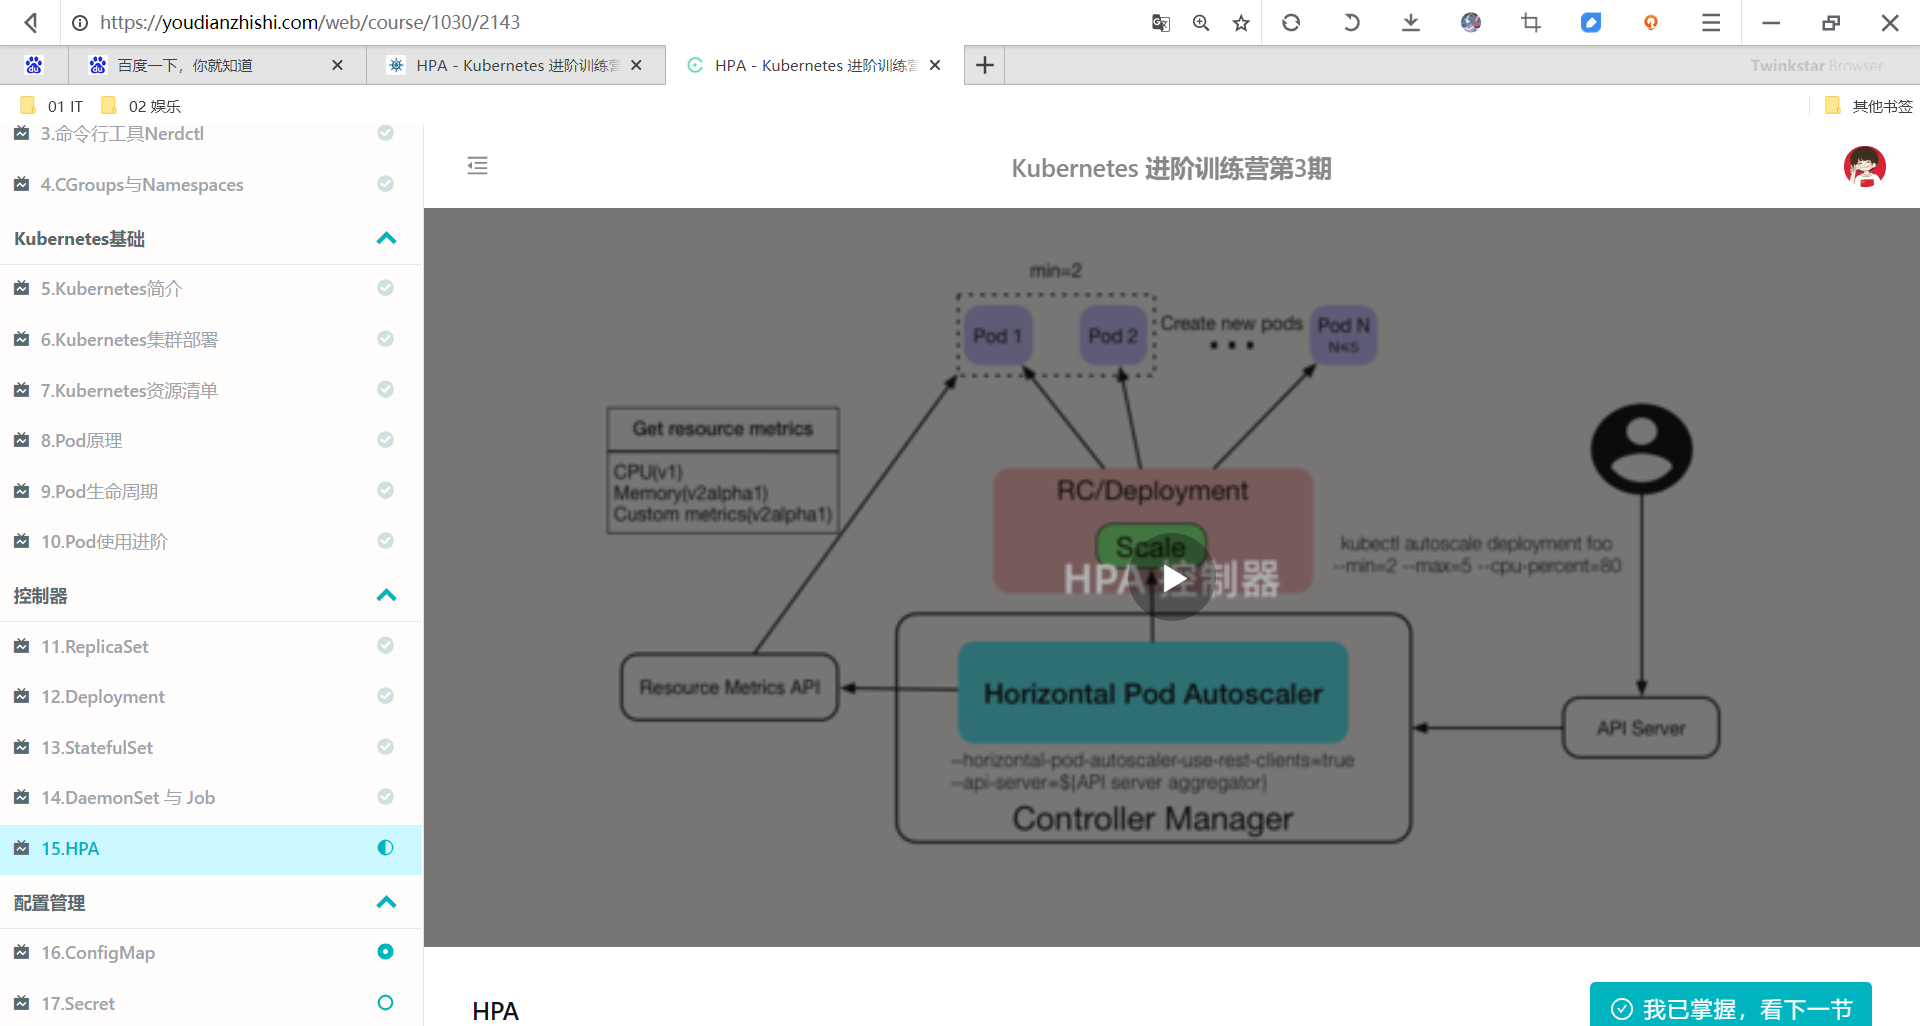 https://youdianzhishi.com/web/course/1030/2143
百度一下，你就知道
HPA - Kubernetes 进阶训练营
HPA - Kubernetes 进阶训练营
Twinkstar Browser
01 IT
02 娱乐
其他书签
3.命令行工具Nerdctl
4.CGroups与Namespaces
Kubernetes基础
5.Kubernetes简介
6.Kubernetes集群部署
7.Kubernetes资源清单
8.Pod原理
9.Pod生命周期
10.Pod使用进阶
控制器
11.ReplicaSet
12.Deployment
13.StatefulSet
14.DaemonSet 与 Job
15.HPA
配置管理
16.ConfigMap
17.Secret
Kubernetes 进阶训练营第3期
min=2
Pod 1
Pod 2
Create new pods
...
Pod N
N<5
Get resource metrics
CPU(v1)
Memory(v2alpha1)
Custom metrics(v2alpha1)
RC/Deployment
Scale
HPA 控制器
kubectl autoscale deployment foo
--min=2 --max=5 --cpu-percent=80
Resource Metrics API
Horizontal Pod Autoscaler
API Server
--horizontal-pod-autoscaler-use-rest-clients=true
--api-server=$[API server aggregator]
Controller Manager
HPA
我已掌握，看下一节